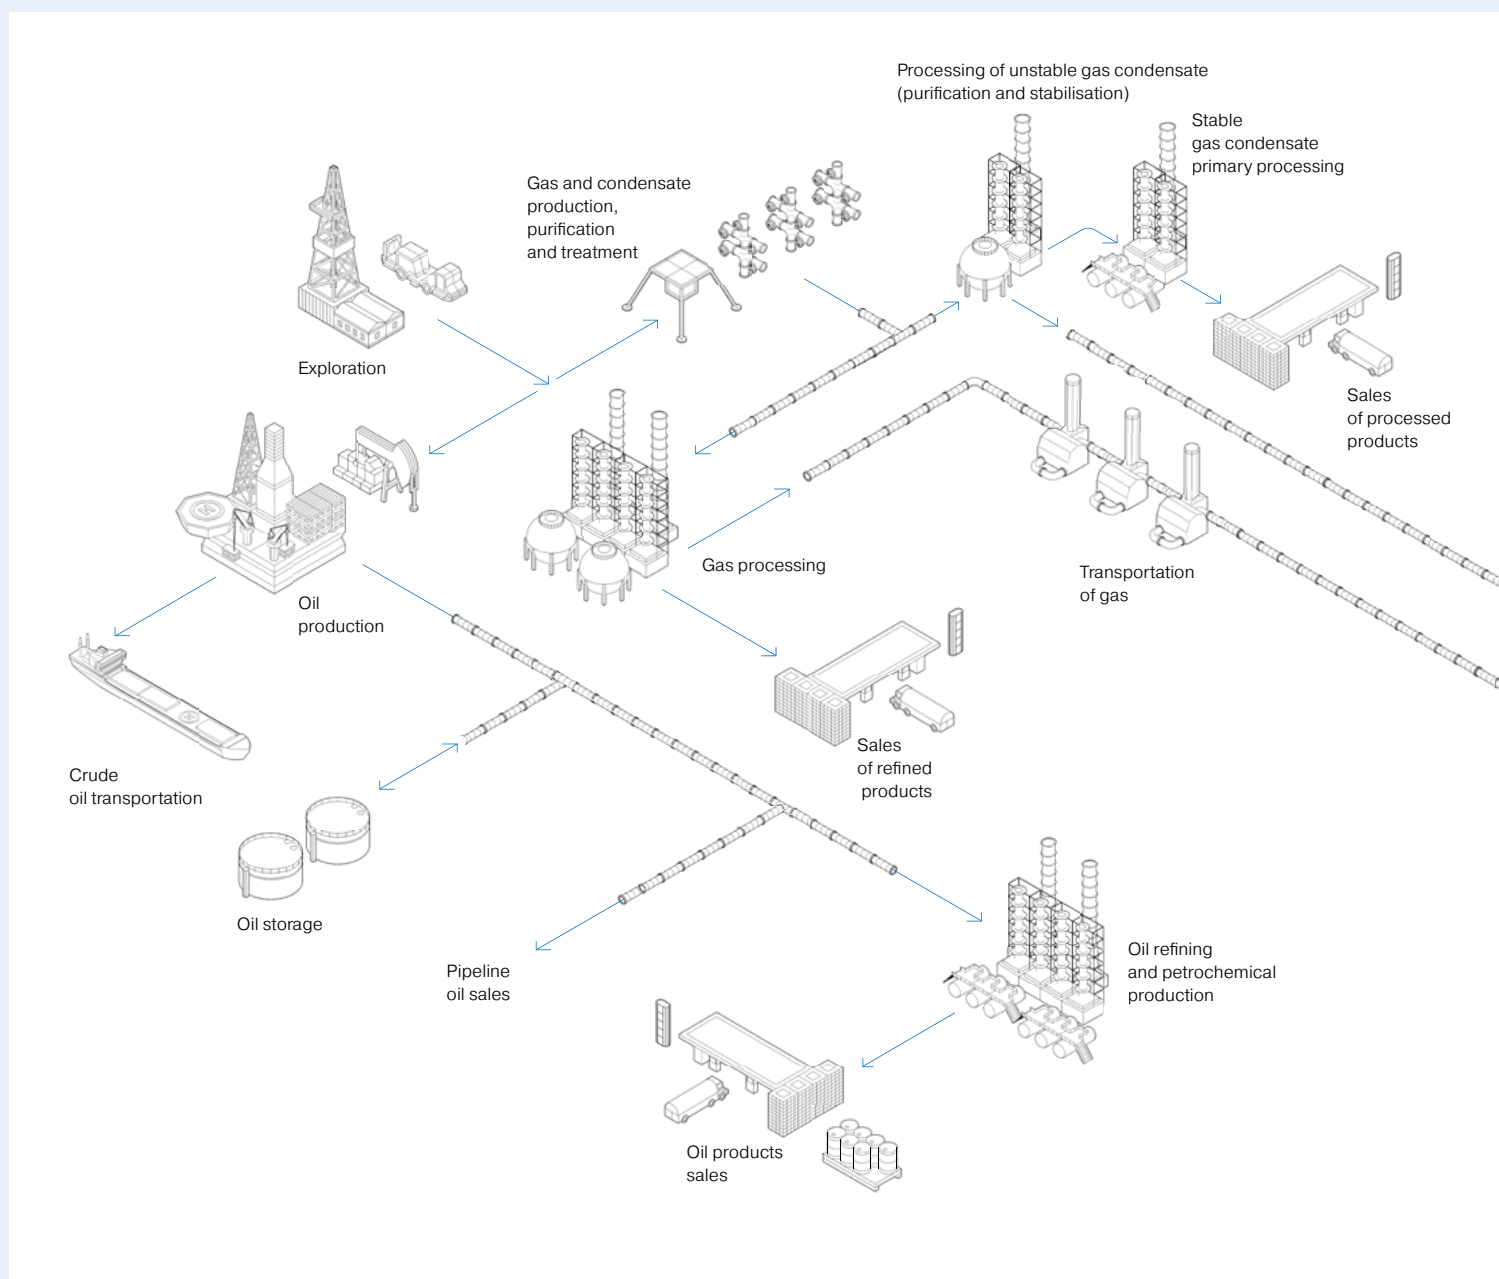 Processing of unstable gas condensate
(purification and stabilisation)
Stable
gas condensate
primary processing
Gas and condensate
production,
purification
and treatment
Exploration
Sales
of processed
products
Gas processing
Transportation
of gas
Oil
production
Sales
of refined
products
Crude
oil transportation
Oil storage
Pipeline
oil sales
Oil refining
and petrochemical
production
Oil products
sales